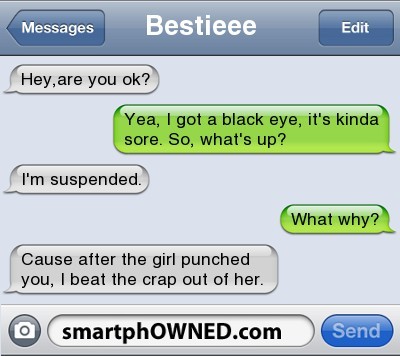 Messages
Bestieee
Edit
Hey,are you ok?
Yea, I got a black eye, it's kinda
sore. So, what's up?
I'm suspended.
What why?
Cause after the girl punched
you, I beat the crap out of her.
smartphOWNED.com
Send